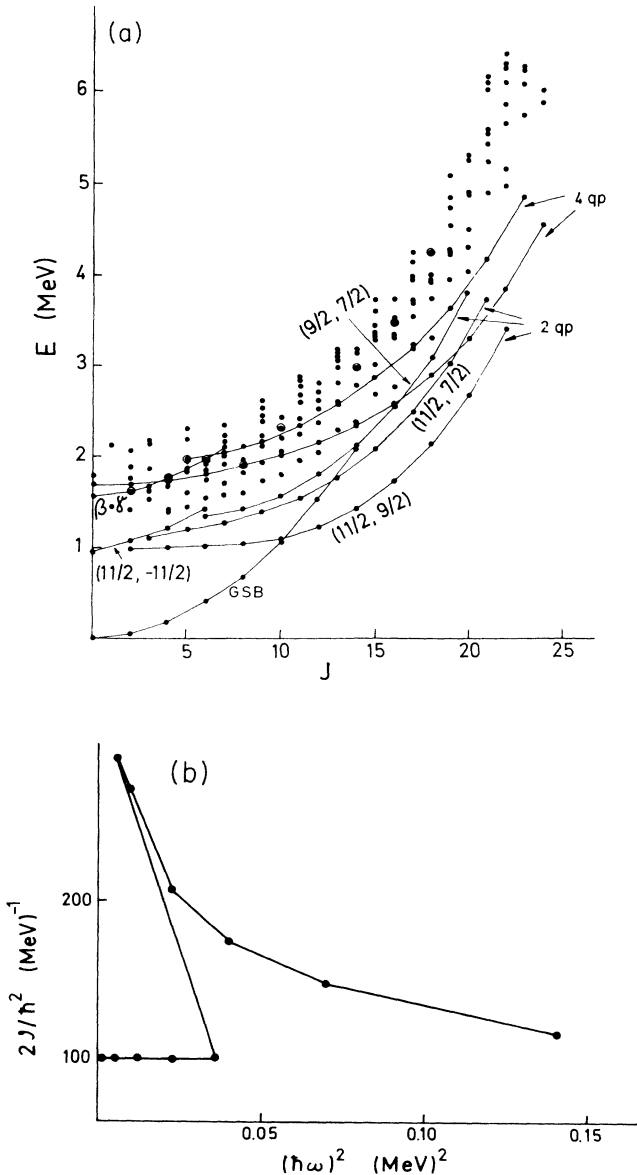 (a)
6
5
4
3
2
1
E (MeV)
4 qp
2 qp
(9/2, 7/2)
(11/2, 7/2)
(11/2, 9/2)
β·γ
(11/2, -11/2)
GSB
5 10 15 20 25
J
(b)
200
100
2𝒥/ħ² (MeV)⁻¹
0.05 0.10 0.15
(ħω)² (MeV)²